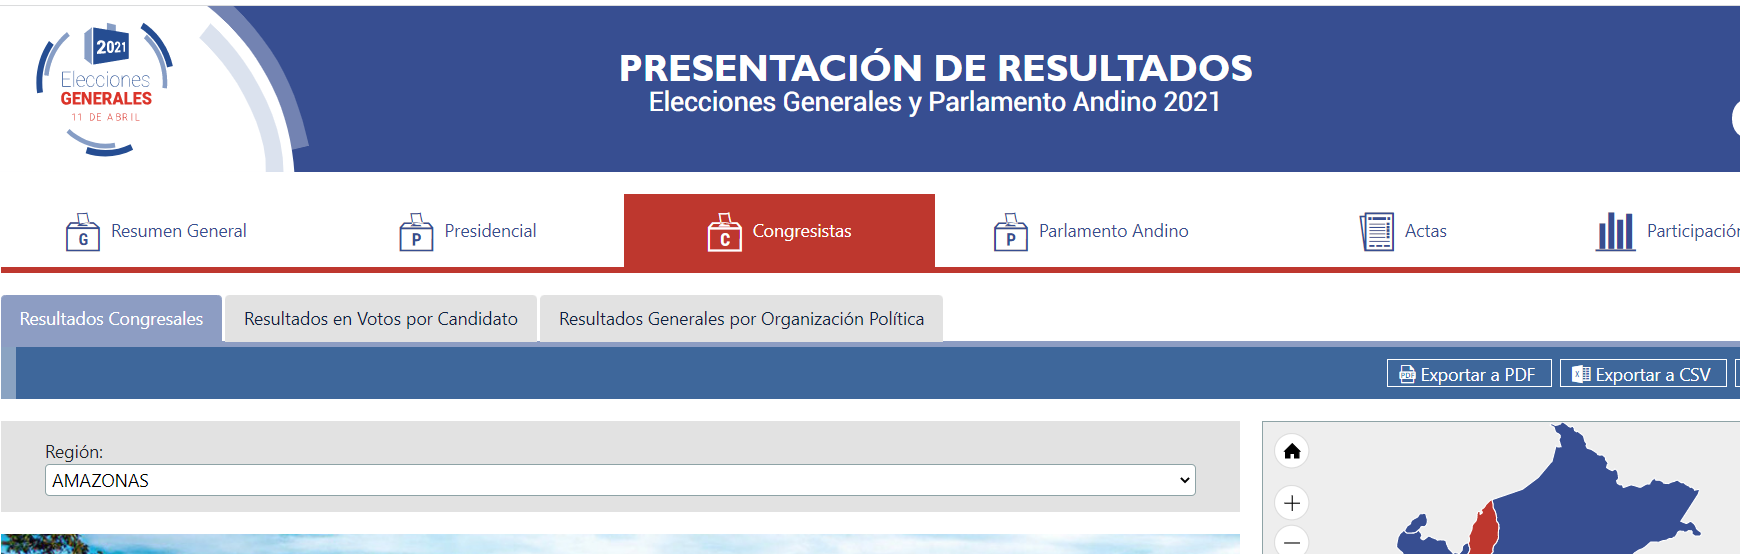 2021
Elecciones
GENERALES
11 DE ABRIL
PRESENTACIÓN DE RESULTADOS
Elecciones Generales y Parlamento Andino 2021
G Resumen General
P Presidencial
C Congresistas
P Parlamento Andino
Actas
Participación
Resultados Congresales
Resultados en Votos por Candidato
Resultados Generales por Organización Política
PDF Exportar a PDF
X Exportar a CSV
Región:
AMAZONAS